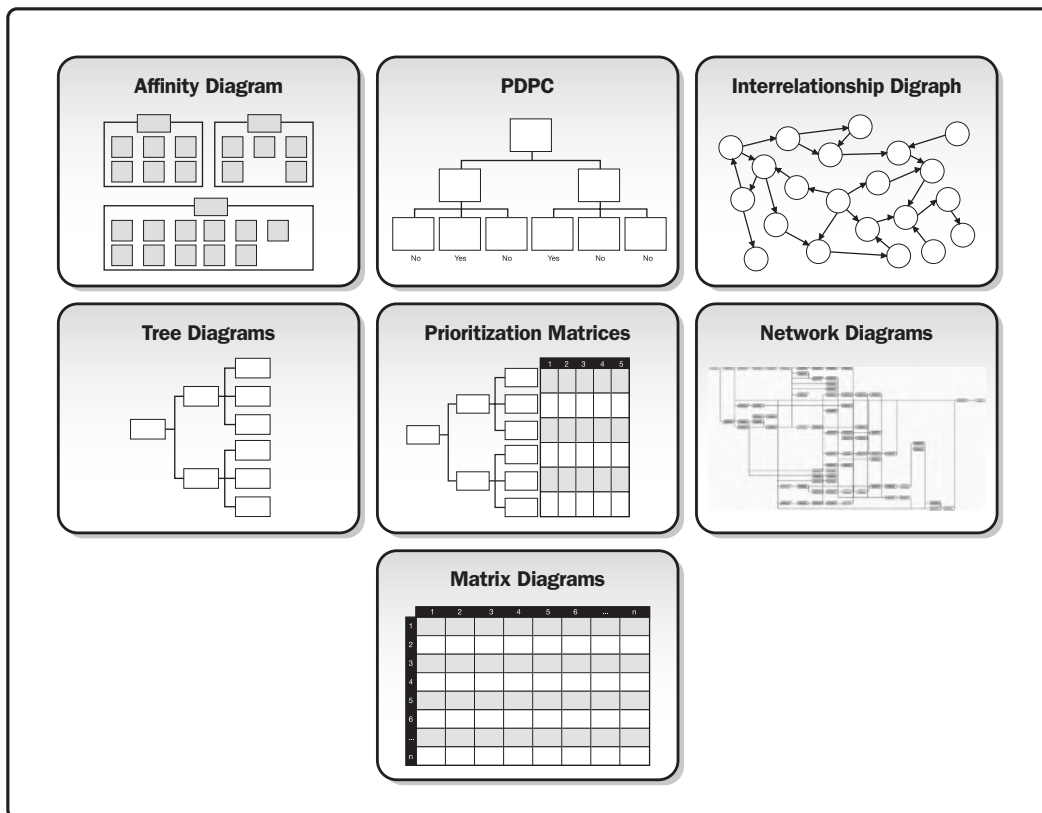 Affinity Diagram
PDPC
No Yes No Yes No No
Interrelationship Digraph
Tree Diagrams
Prioritization Matrices
1 2 3 4 5
Network Diagrams
Matrix Diagrams
1 2 3 4 5 6 ... n
1
2
3
4
5
6
...
n